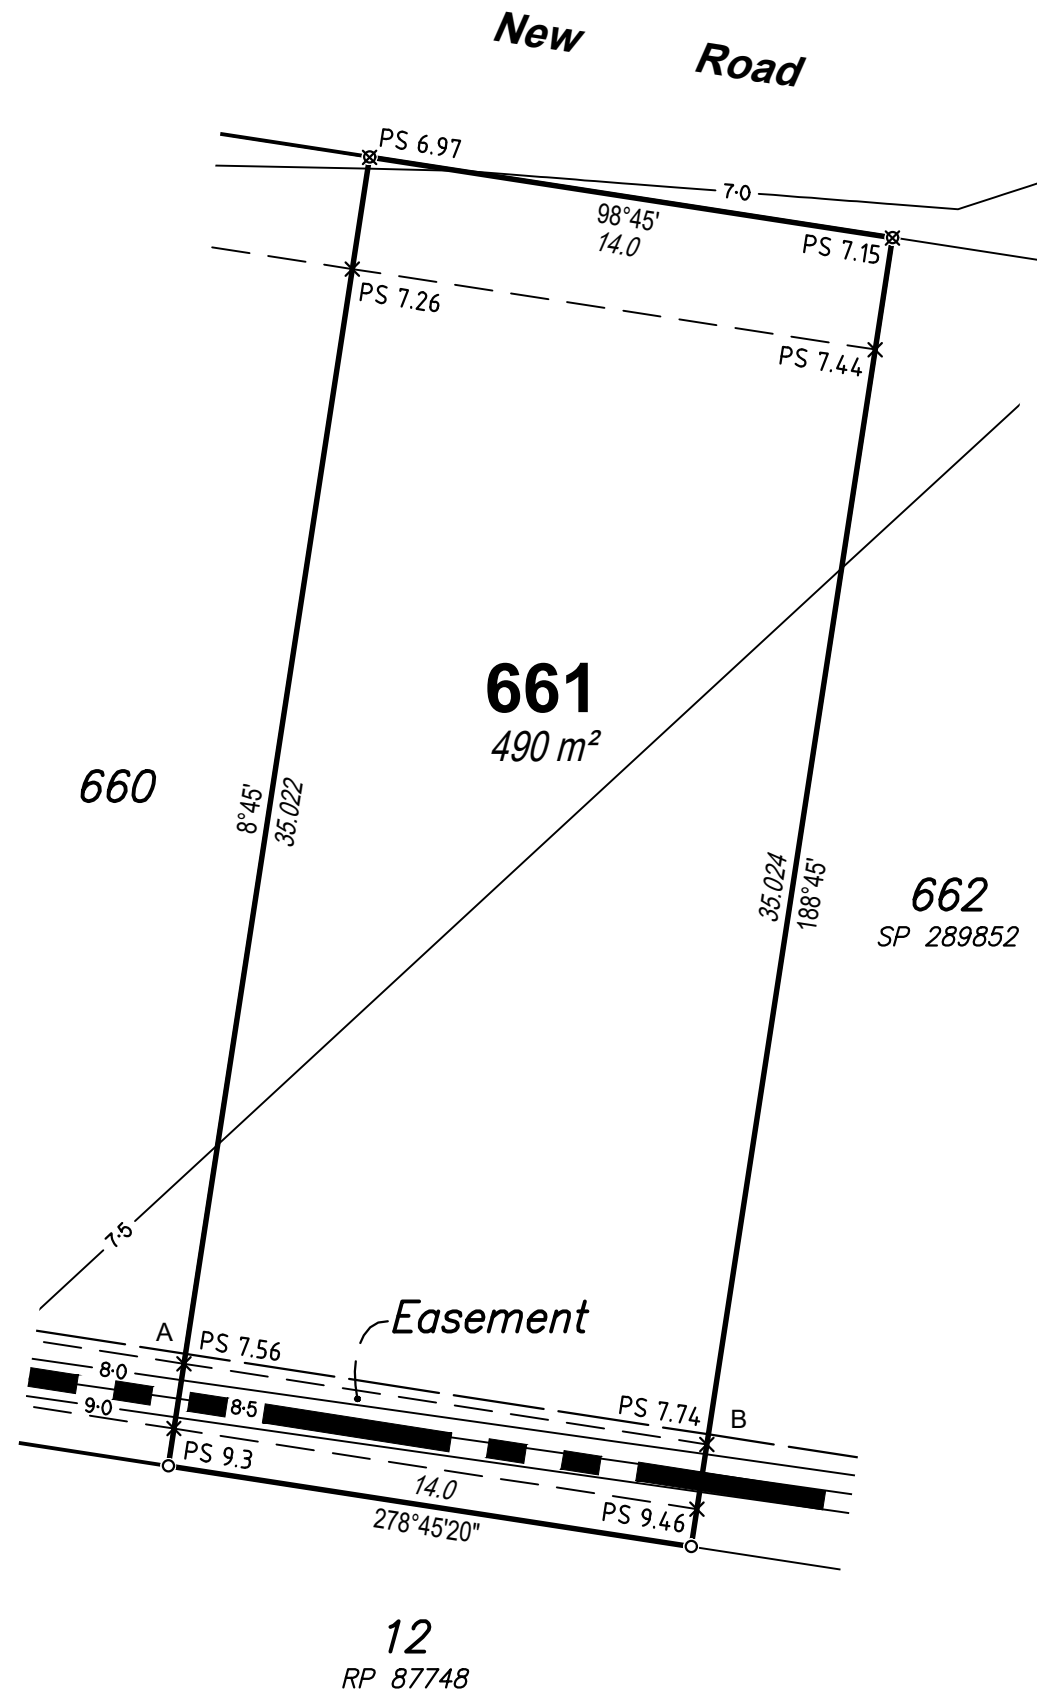 New Road
PS 6.97
7·0
98°45'
14.0
PS 7.15
PS 7.26
PS 7.44
661
490 m²
660
8°45'
35.022
35.024
188°45'
662
SP 289852
7·5
Easement
A
PS 7.56
8·0
9·0
8·5
PS 7.74
B
PS 9.3
14.0
278°45'20"
PS 9.46
12
RP 87748